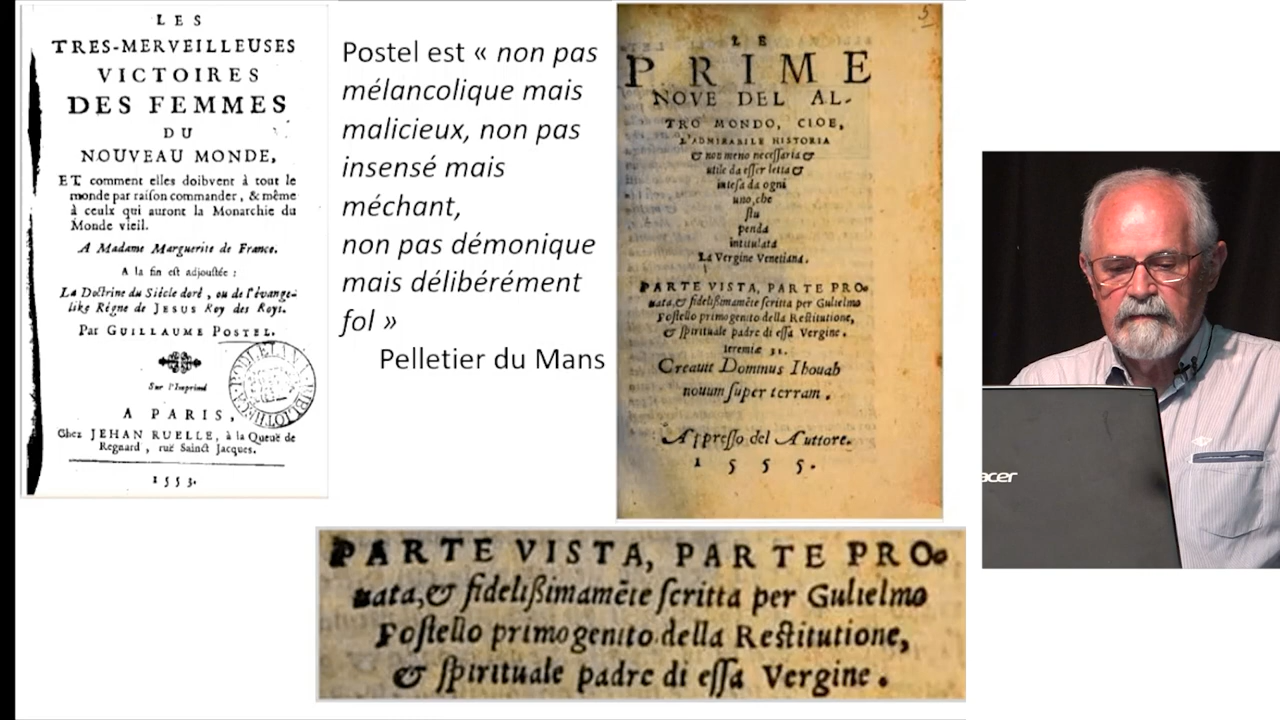 LES
TRES-MERVEILLEUSES
VICTOIRES
DES FEMMES
DU
NOUVEAU MONDE,
ET comment elles doibvent à tout le
monde par raiſon commander, & même
à ceulx qui auront la Monarchie du
Monde vieil.
A Madame Marguerite de France.
A la fin eſt adjouſtée :
La Doctrine du Siécle doré, ou de l'évange-
like Régne de JESUS Roy des Roys.
Par GUILLAUME POSTEL.
Sur l'Imprimé
A PARIS,
Chez JEHAN RUELLE, à la Queuë de
Regnard, ruë Sainct Jacques.
1553.
Postel est « non pas
mélancolique mais
malicieux, non pas
insensé mais
méchant,
non pas démonique
mais délibérément
fol »
Pelletier du Mans
5
LE
PRIME
NOVE DEL AL-
TRO MONDO, CIOE,
L'ADMIRABILE HISTORIA
& non meno neceſſaria &
utile da eſſer letta &
inteſa da ogni
uno, che
ſtu
penda
intitulata
La Vergine Venetiana.
PARTE VISTA, PARTE PRO-
uata, & fideliſsimamẽte ſcritta per Gulielmo
Poſtello primogenito della Reſtitutione,
& ſpirituale padre di eſſa Vergine.
Ieremiæ 31.
Creauit Dominus Ihouah
nouum ſuper terram.
Appreſſo del Auttore.
1555.
PARTE VISTA, PARTE PRO-
uata, & fideliſsimamẽte ſcritta per Gulielmo
Poſtello primogenito della Reſtitutione,
& ſpirituale padre di eſſa Vergine.
acer